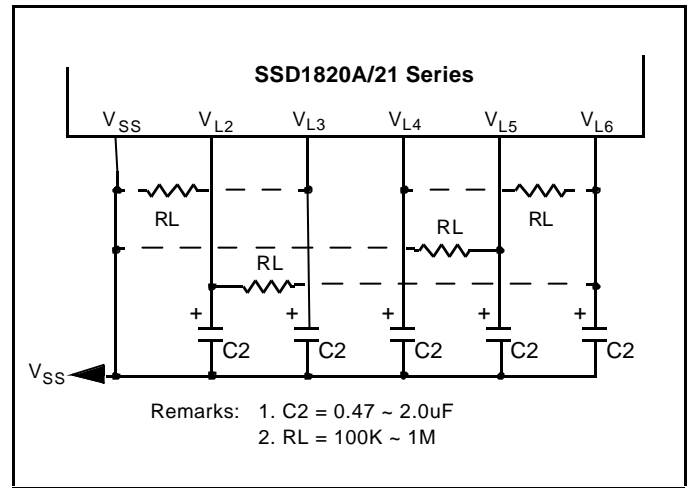 SSD1820A/21 Series
VSS VL2 VL3 VL4 VL5 VL6
RL RL
RL
RL
+ + + + +
C2 C2 C2 C2 C2
VSS
Remarks: 1. C2 = 0.47 ~ 2.0uF
2. RL = 100K ~ 1M